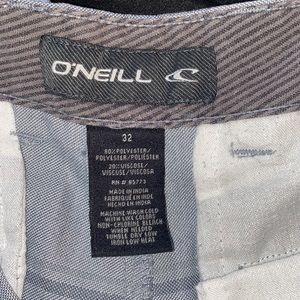 O'NEILL
32
80% POLYESTER/
POLYESTER/POLIÉSTER
20% VISCOSE/
VISCOSE/VISCOSA
RN # 85773
MADE IN INDIA
FABRIQUÉ EN INDE
HECHO EN INDIA
MACHINE WASH COLD
WITH LIKE COLORS
NON-CHLORINE BLEACH
WHEN NEEDED
TUMBLE DRY LOW
IRON LOW HEAT